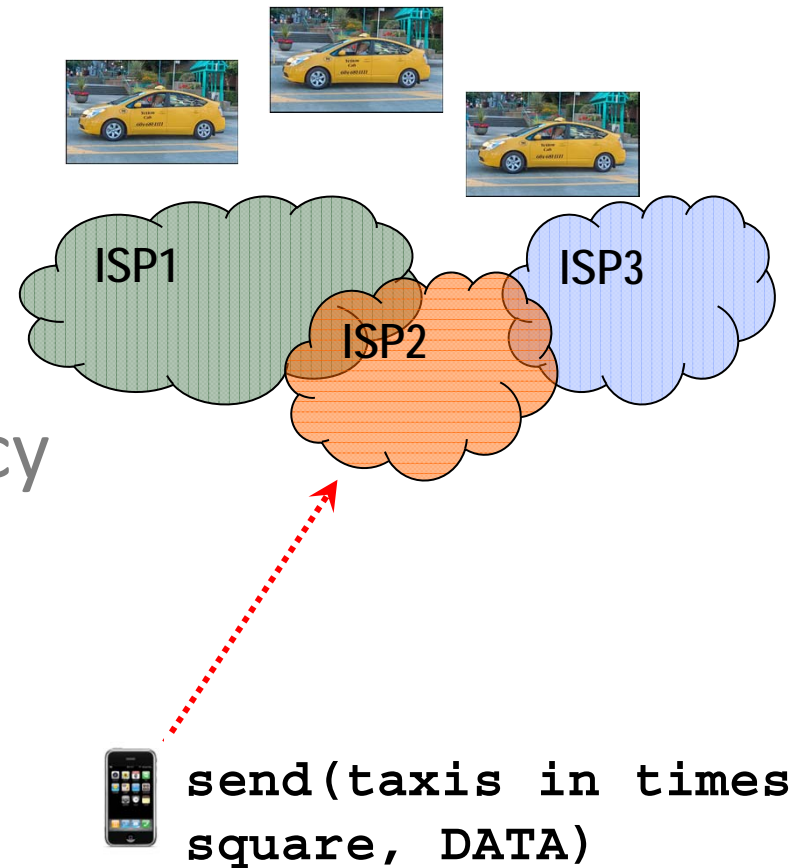 ISP1
ISP3
ISP2
cy
send(taxis in times
square, DATA)